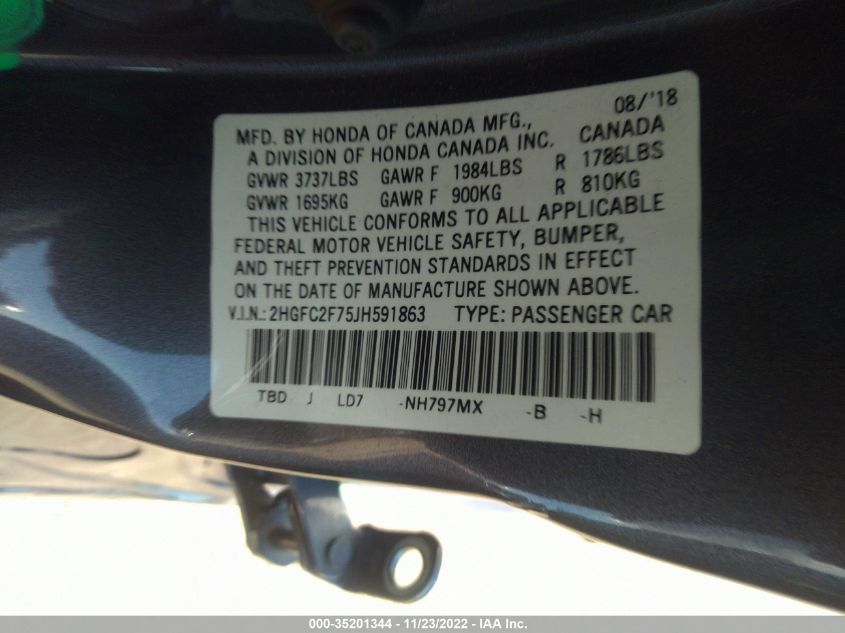 08/'18
MFD. BY HONDA OF CANADA MFG.,
A DIVISION OF HONDA CANADA INC. CANADA
GVWR 3737LBS GAWR F 1984LBS R 1786LBS
GVWR 1695KG GAWR F 900KG R 810KG
THIS VEHICLE CONFORMS TO ALL APPLICABLE
FEDERAL MOTOR VEHICLE SAFETY, BUMPER,
AND THEFT PREVENTION STANDARDS IN EFFECT
ON THE DATE OF MANUFACTURE SHOWN ABOVE.
V.I.N.: 2HGFC2F75JH591863 TYPE: PASSENGER CAR
TBD J LD7 -NH797MX -B -H
000-35201344 - 11/23/2022 - IAA Inc.